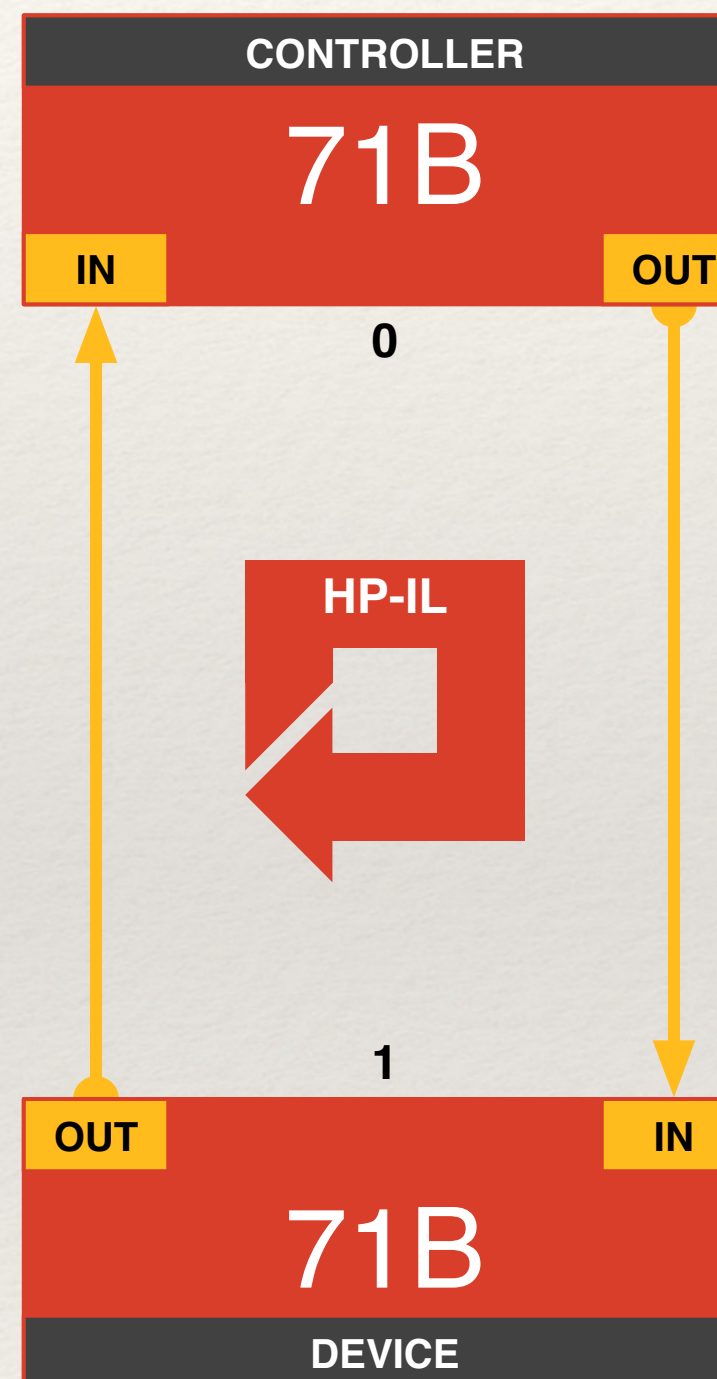 CONTROLLER
71B
IN
OUT
0
HP-IL
1
OUT
IN
71B
DEVICE